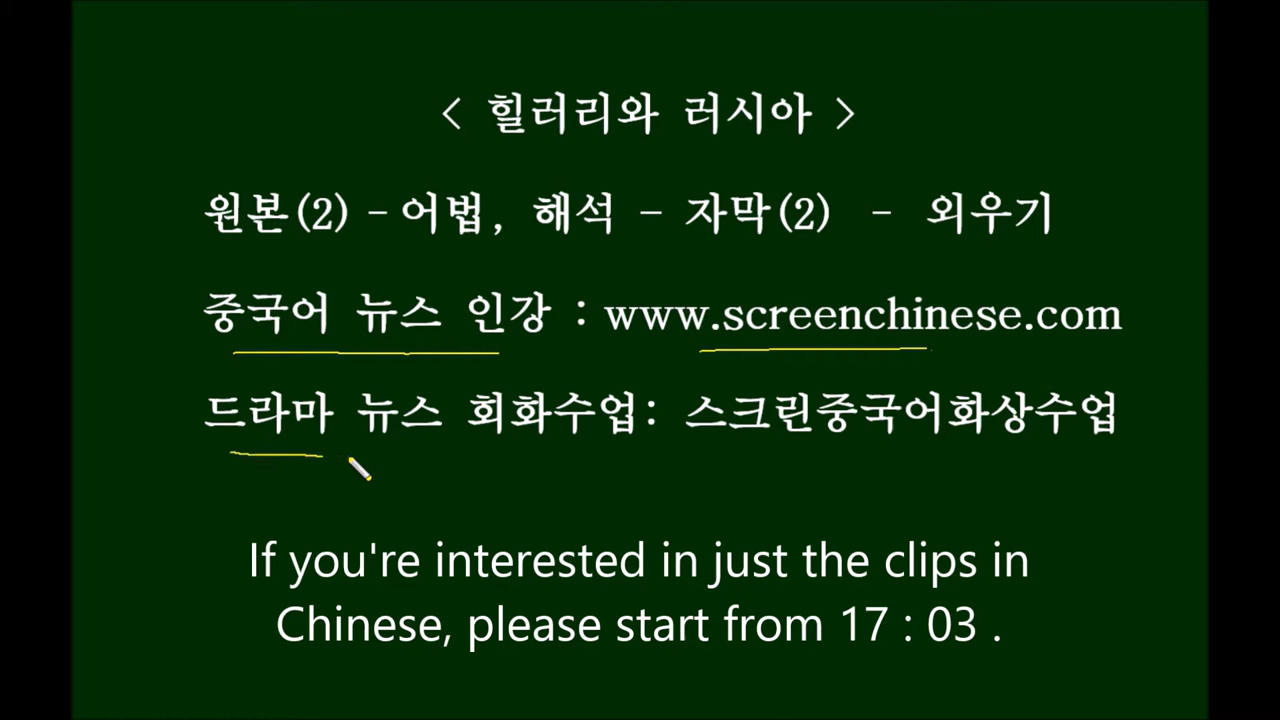 < 힐러리와 러시아 >
원본(2) - 어법, 해석 - 자막(2) - 외우기
중국어 뉴스 인강 : www.screenchinese.com
드라마 뉴스 회화수업: 스크린중국어화상수업
If you're interested in just the clips in
Chinese, please start from 17 : 03 .